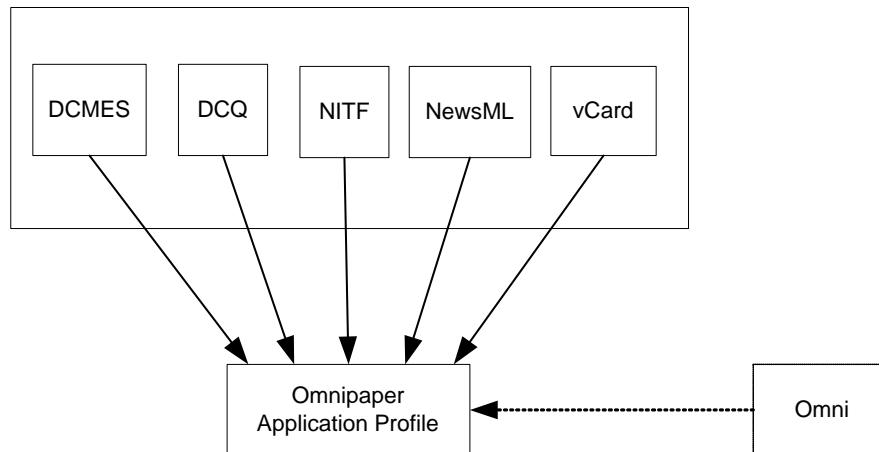 DCMES
DCQ
NITF
NewsML
vCard
Omnipaper
Application Profile
Omni